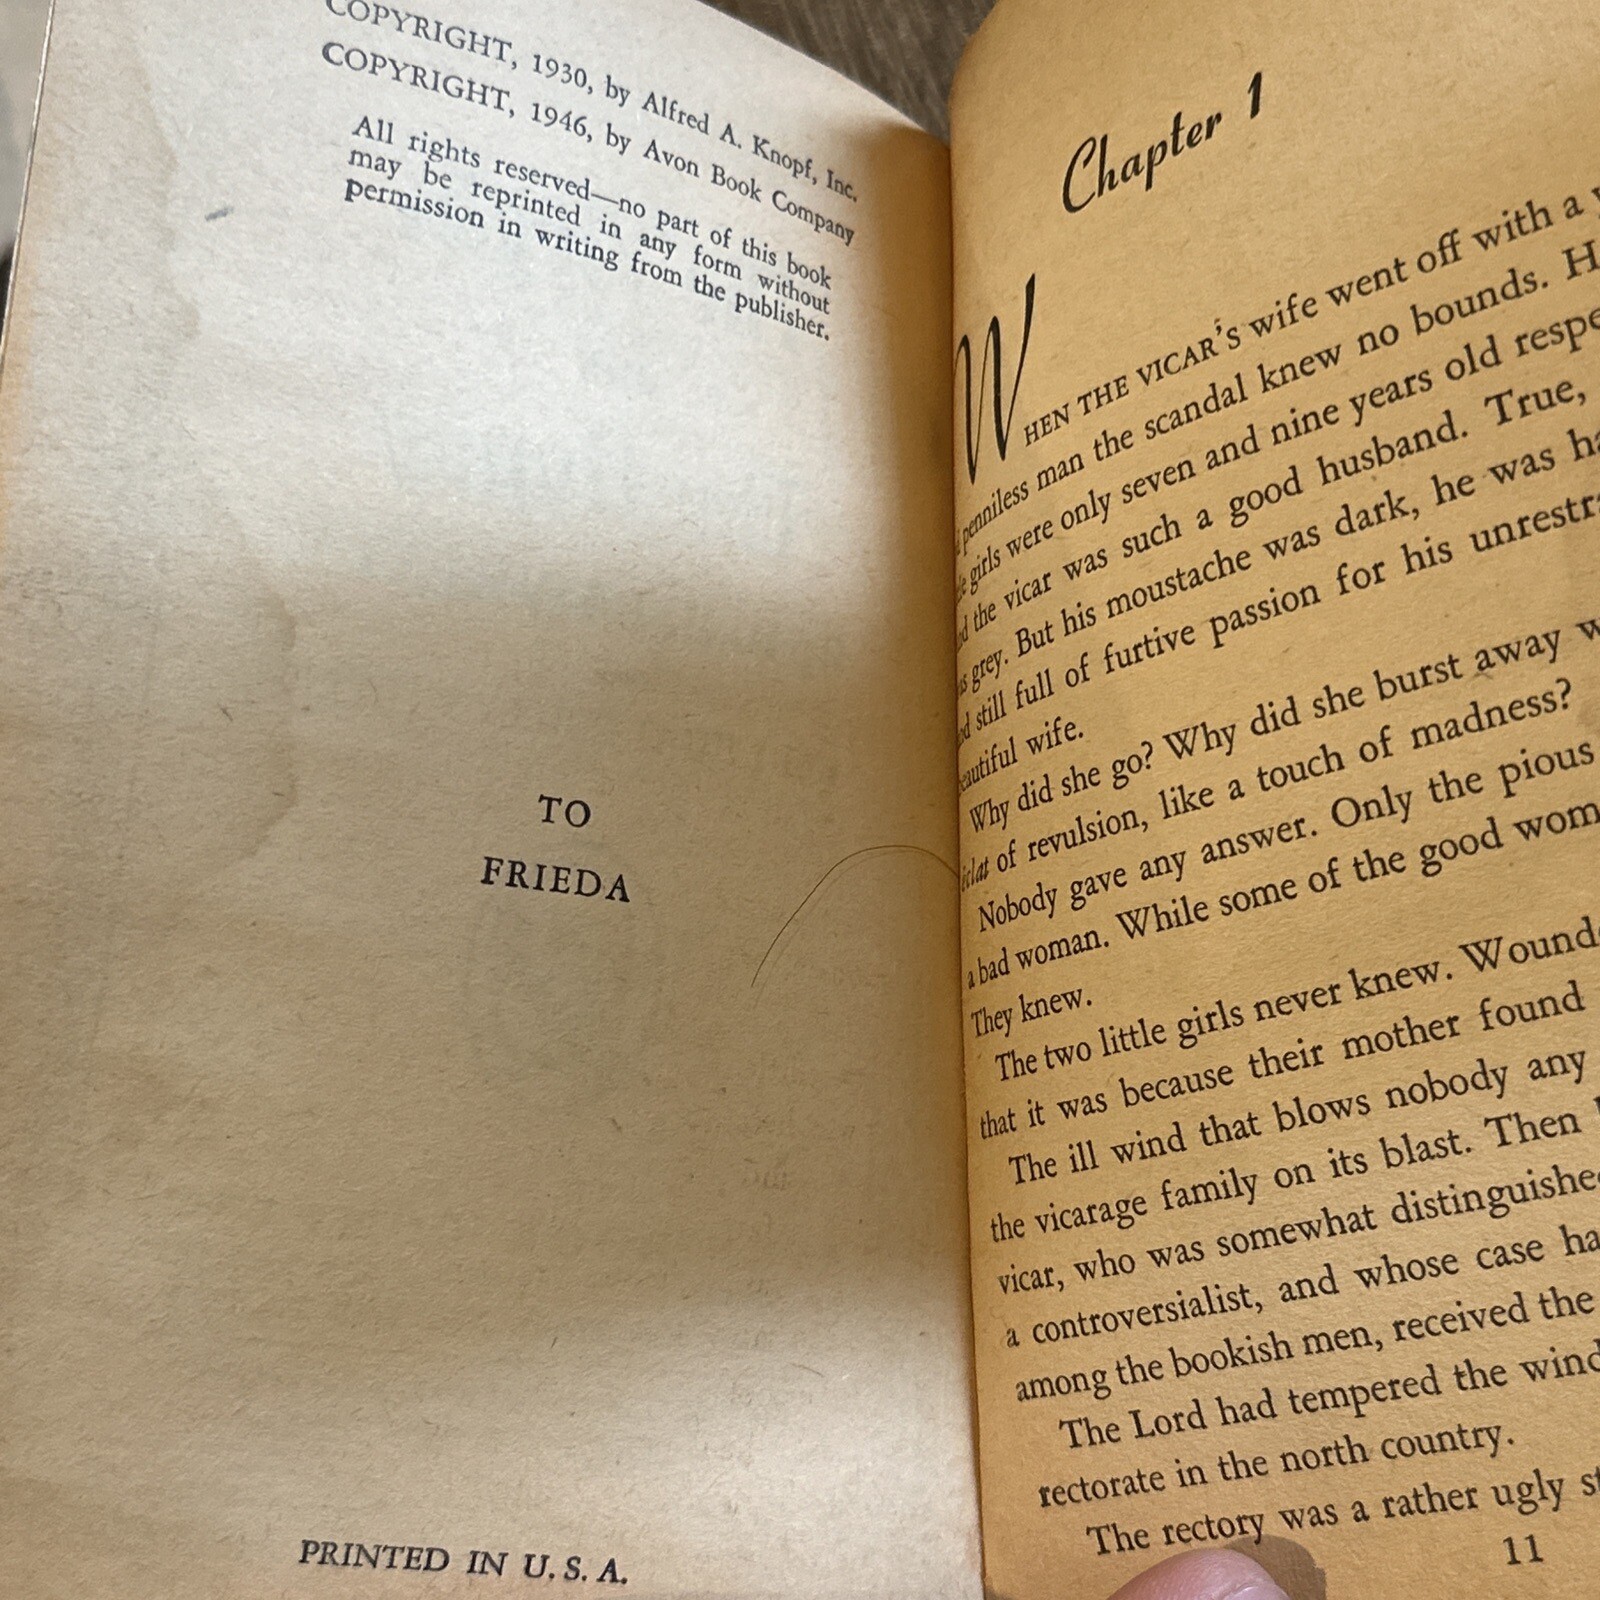 COPYRIGHT, 1930, by Alfred A. Knopf, Inc.
COPYRIGHT, 1946, by Avon Book Company
All rights reserved—no part of this book
may be reprinted in any form without
permission in writing from the publisher.
TO
FRIEDA
PRINTED IN U. S. A.
Chapter 1
WHEN THE VICAR'S wife went off with a
penniless man the scandal knew no bounds.
girls were only seven and nine years old
the vicar was such a good husband. True,
grey. But his moustache was dark, he was
still full of furtive passion for his
wife.
Why did she go? Why did she burst away
éclat of revulsion, like a touch of madness?
Nobody gave any answer. Only the pious
a bad woman. While some of the good
They knew.
The two little girls never knew.
that it was because their mother found
The ill wind that blows nobody any
the vicarage family on its blast. Then
vicar, who was somewhat distinguished
a controversialist, and whose case
among the bookish men, received the
The Lord had tempered the wind
rectorate in the north country.
The rectory was a rather ugly
11